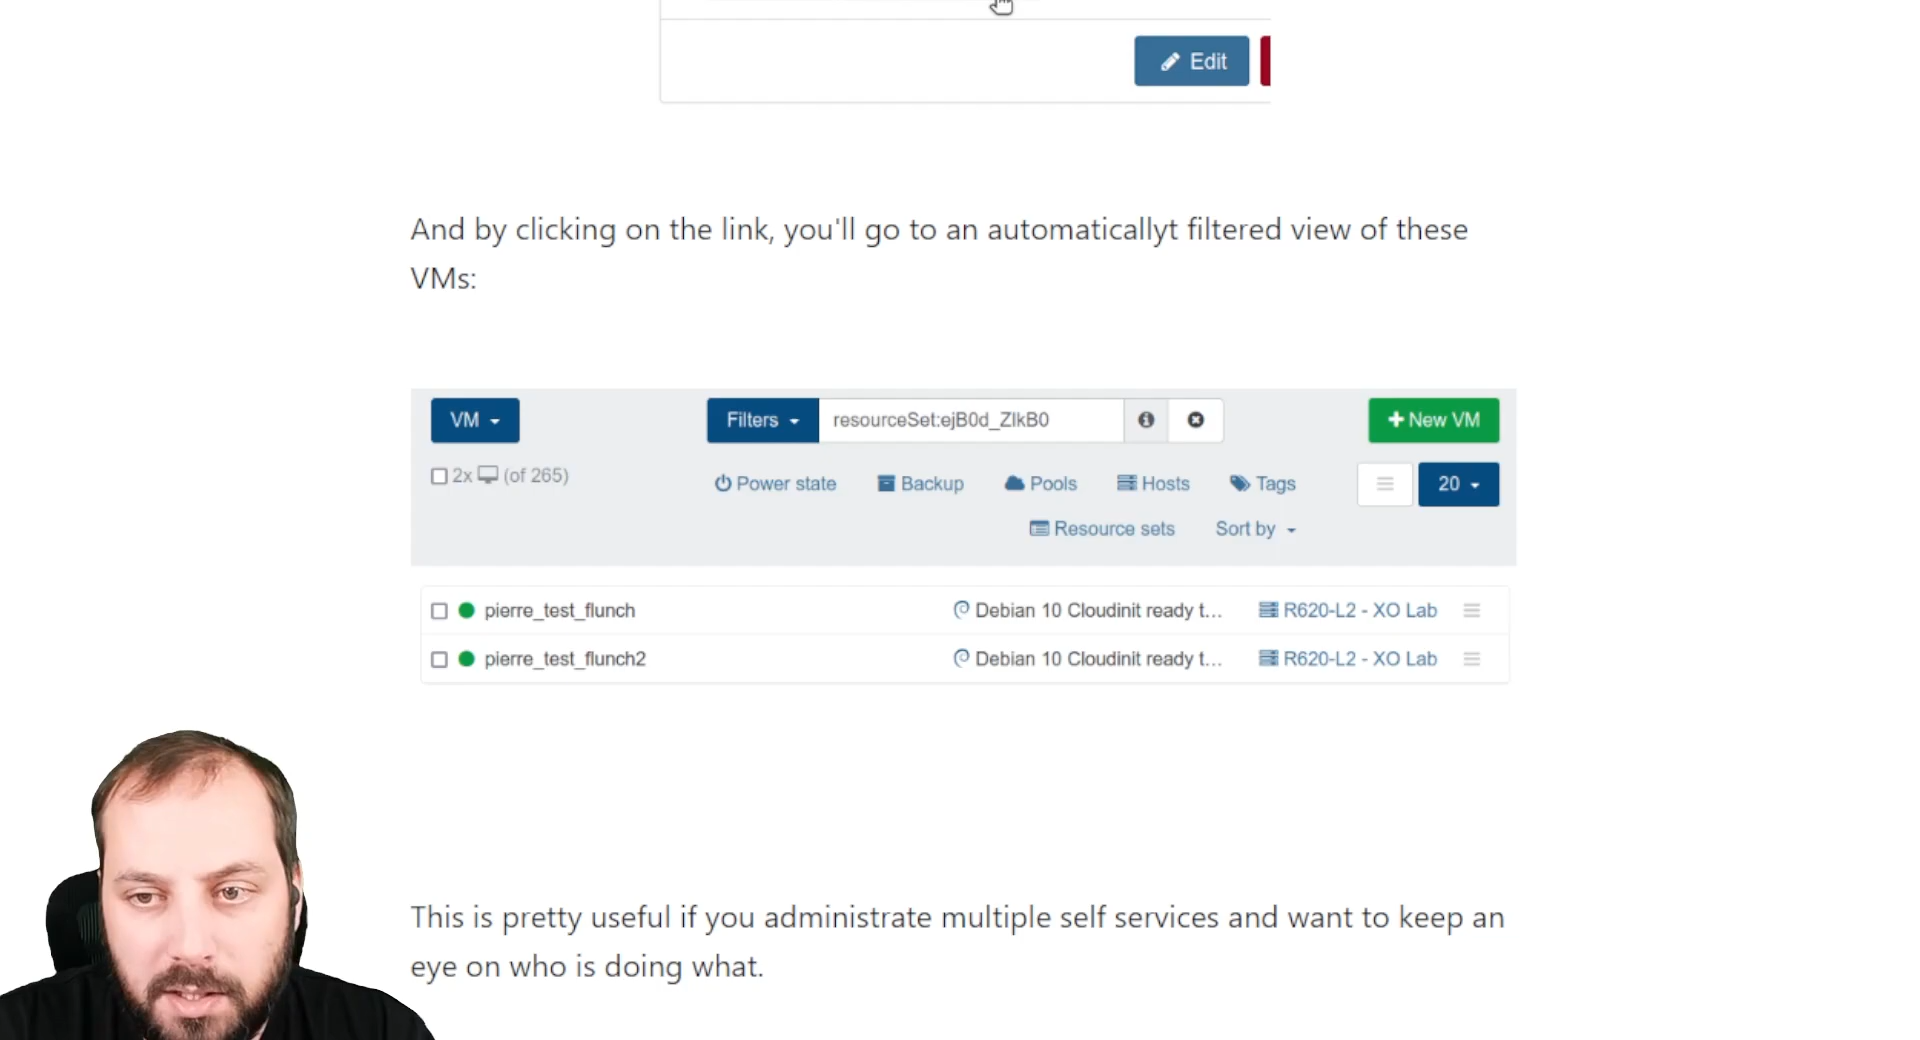 Edit
And by clicking on the link, you'll go to an automaticallyt filtered view of these
VMs:
VM
Filters
resourceSet:ejB0d_ZlkB0
New VM
2x (of 265)
Power state
Backup
Pools
Hosts
Tags
20
Resource sets
Sort by
pierre_test_flunch
Debian 10 Cloudinit ready t...
R620-L2 - XO Lab
pierre_test_flunch2
Debian 10 Cloudinit ready t...
R620-L2 - XO Lab
This is pretty useful if you administrate multiple self services and want to keep an
eye on who is doing what.